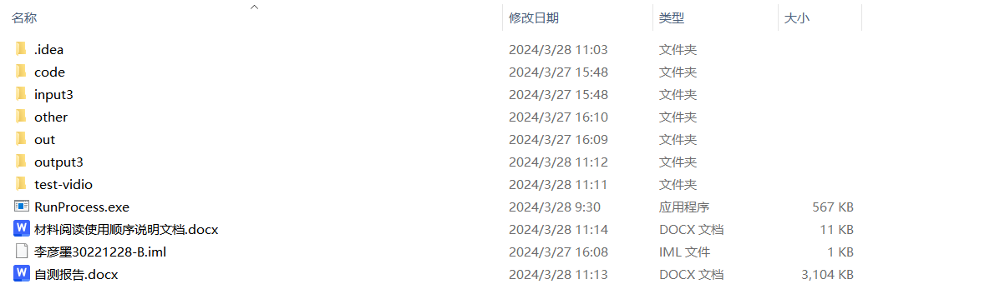 名称 修改日期 类型 大小
.idea 2024/3/28 11:03 文件夹
code 2024/3/27 15:48 文件夹
input3 2024/3/27 15:48 文件夹
other 2024/3/27 16:10 文件夹
out 2024/3/27 16:09 文件夹
output3 2024/3/28 11:12 文件夹
test-vidio 2024/3/28 11:11 文件夹
RunProcess.exe 2024/3/28 9:30 应用程序 567 KB
材料阅读使用顺序说明文档.docx 2024/3/28 11:14 DOCX 文档 11 KB
李彦墨30221228-B.iml 2024/3/27 16:08 IML 文件 1 KB
自测报告.docx 2024/3/28 11:13 DOCX 文档 3,104 KB